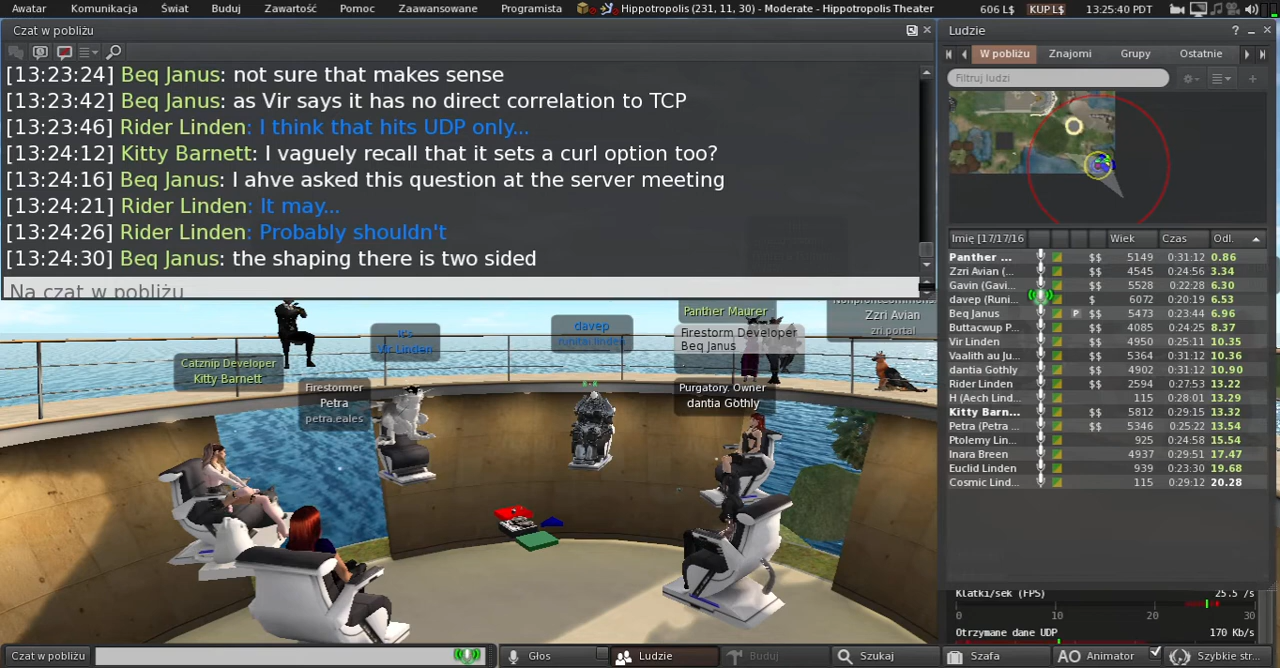 Awatar Komunikacja Świat Buduj Zawartość Pomoc Zaawansowane Programista Hippotropolis (231, 11, 30) - Moderate - Hippotropolis Theater 606 L$ KUP L$ 13:25:40 PDT
Czat w pobliżu
[13:23:24] Beq Janus: not sure that makes sense
[13:23:42] Beq Janus: as Vir says it has no direct correlation to TCP
[13:23:46] Rider Linden: I think that hits UDP only...
[13:24:12] Kitty Barnett: I vaguely recall that it sets a curl option too?
[13:24:16] Beq Janus: I ahve asked this question at the server meeting
[13:24:21] Rider Linden: It may...
[13:24:26] Rider Linden: Probably shouldn't
[13:24:30] Beq Janus: the shaping there is two sided
Na czat w pobliżu
Catznip Developer
Kitty Barnett
It's
Vir Linden
Firestormer
Petra
petra.eales
davep
runitai.linden
Panther Maurer
Firestorm Developer
Beq Janus
Purgatory. Owner
dantia Gothly
Zzri Avian
zri portal
Ludzie
W pobliżu Znajomi Grupy Ostatnie
Filtruj ludzi
Imię [17/17/16 Wiek Czas Odl.
Panther ... $$ 5149 0:31:12 0.86
Zzri Avian (... $$ 4545 0:24:56 3.34
Gavin (Gavi... $$ 5528 0:22:28 6.30
davep (Runi... $ 6072 0:20:19 6.53
Beq Janus P $$ 5473 0:23:44 6.96
Buttacwup P... $$ 4085 0:24:25 8.37
Vir Linden $$ 4950 0:25:11 10.35
Vaalith au Ju... $$ 5364 0:31:12 10.36
dantia Gothly $$ 4902 0:31:12 10.90
Rider Linden $$ 2594 0:27:53 13.22
H (Aech Lind... 115 0:28:01 13.29
Kitty Barn... $$ 5812 0:29:15 13.32
Petra (Petra ... $$ 5346 0:25:22 13.54
Ptolemy Lin... 925 0:24:58 15.54
Inara Breen 4937 0:29:51 17.47
Euclid Linden 939 0:23:30 19.68
Cosmic Lind... 115 0:29:12 20.28
Klatki/sek (FPS) 25.5 /s
0 10 20 30
Otrzymane dane UDP 170 Kb/s
Czat w pobliżu Głos Ludzie Buduj Szukaj Szafa AO Animator Szybkie str...